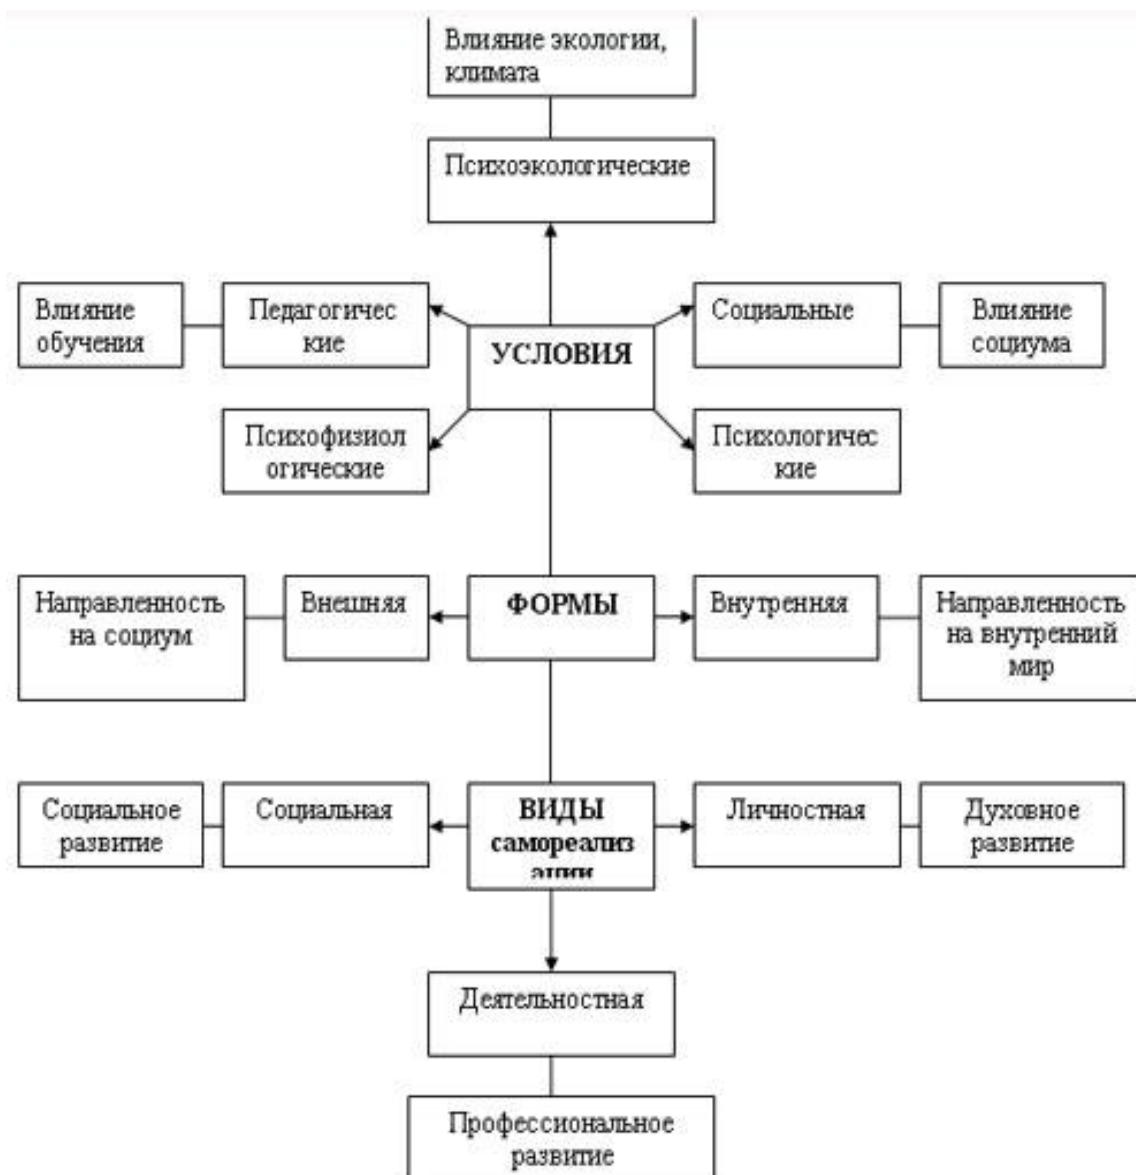 Влияние экологии,
климата
Психоэкологические
Влияние
обучения
Педагогичес
кие
УСЛОВИЯ
Социальные
Влияние
социума
Психофизиол
огические
Психологичес
кие
Направленность
на социум
Внешняя
ФОРМЫ
Внутренняя
Направленность
на внутренний
мир
Социальное
развитие
Социальная
ВИДЫ
самореализ
ации
Личностная
Духовное
развитие
Деятельностная
Профессиональное
развитие